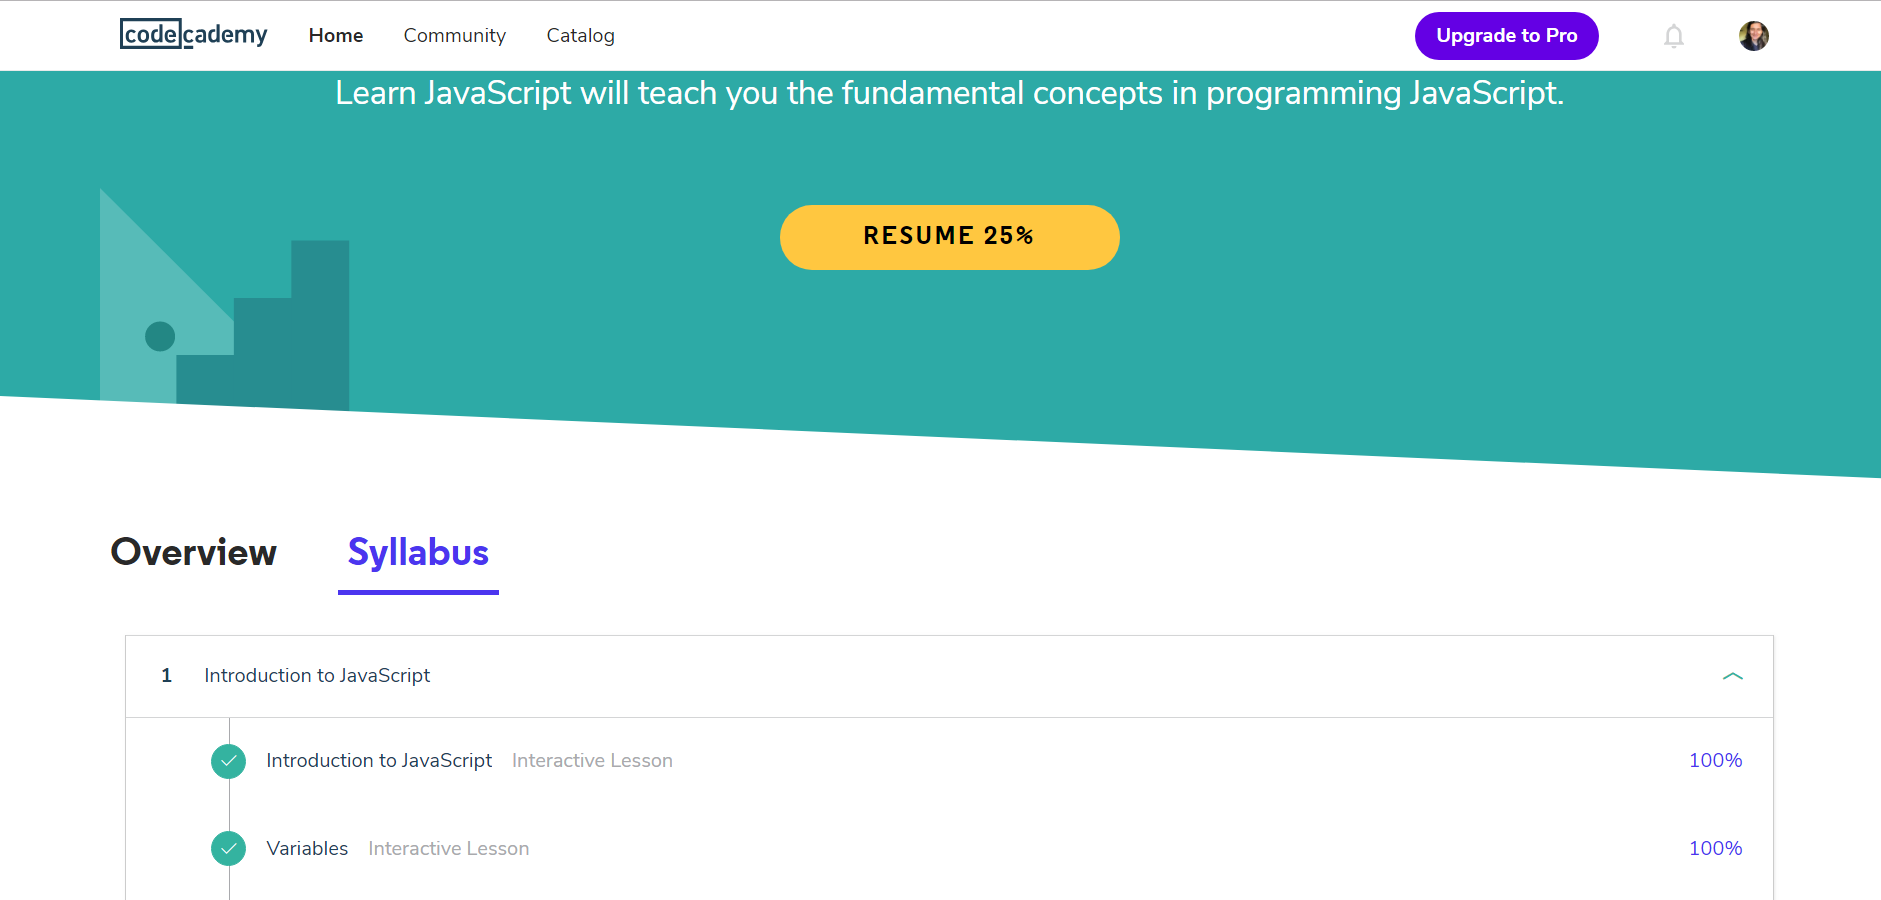 codecademy Home Community Catalog Upgrade to Pro
Learn JavaScript will teach you the fundamental concepts in programming JavaScript.
RESUME 25%
Overview Syllabus
1 Introduction to JavaScript
Introduction to JavaScript Interactive Lesson 100%
Variables Interactive Lesson 100%